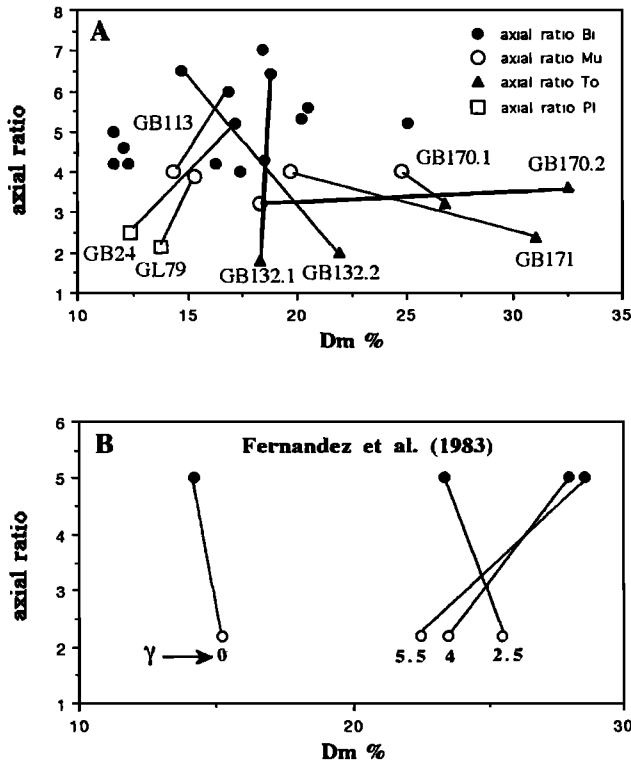 A
axial ratio
8
7
6
5
4
3
2
1
axial ratio Bi
axial ratio Mu
axial ratio To
axial ratio Pl
GB113
GB170.1
GB170.2
GB24
GL79
GB132.1
GB132.2
GB171
10 15 20 25 30 35
Dm %
B
Fernandez et al. (1983)
axial ratio
6
5
4
3
2
1
γ 0 5.5 4 2.5
10 20 30
Dm %